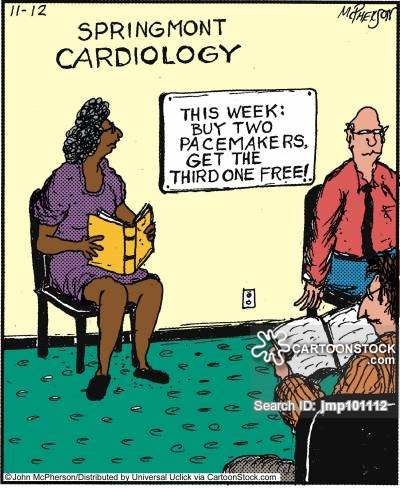 11-12
McPHERSON
SPRINGMONT
CARDIOLOGY
THIS WEEK:
BUY TWO
PACEMAKERS,
GET THE
THIRD ONE FREE!
CARTOONSTOCK
.com
Search ID: jmp101112
©John McPherson/Distributed by Universal Uclick via CartoonStock.com